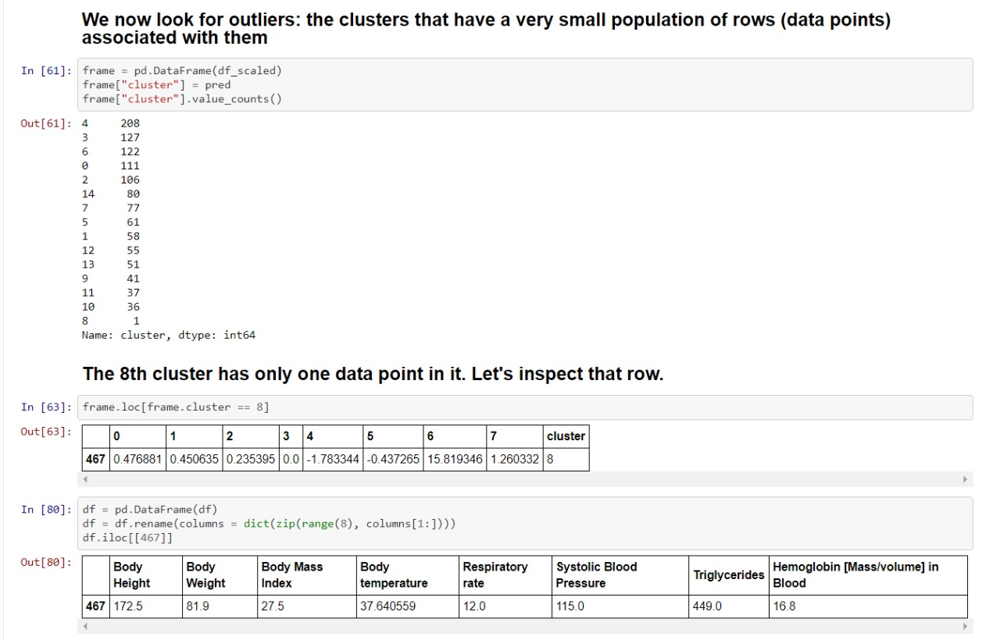 We now look for outliers: the clusters that have a very small population of rows (data points)
associated with them
In [61]: frame = pd.DataFrame(df_scaled)
frame["cluster"] = pred
frame["cluster"].value_counts()
Out[61]: 4 208
3 127
6 122
0 111
2 106
14 80
7 77
5 61
1 58
12 55
13 51
9 41
11 37
10 36
8 1
Name: cluster, dtype: int64
The 8th cluster has only one data point in it. Let's inspect that row.
In [63]: frame.loc[frame.cluster == 8]
Out[63]: 0 1 2 3 4 5 6 7 cluster
467 0.476881 0.450635 0.235395 0.0 -1.783344 -0.437265 15.819346 1.260332 8
In [80]: df = pd.DataFrame(df)
df = df.rename(columns = dict(zip(range(8), columns[1:])))
df.iloc[[467]]
Out[80]: Body Body Body Mass Body Respiratory Systolic Blood Triglycerides Hemoglobin [Mass/volume] in
Height Weight Index temperature rate Pressure Blood
467 172.5 81.9 27.5 37.640559 12.0 115.0 449.0 16.8